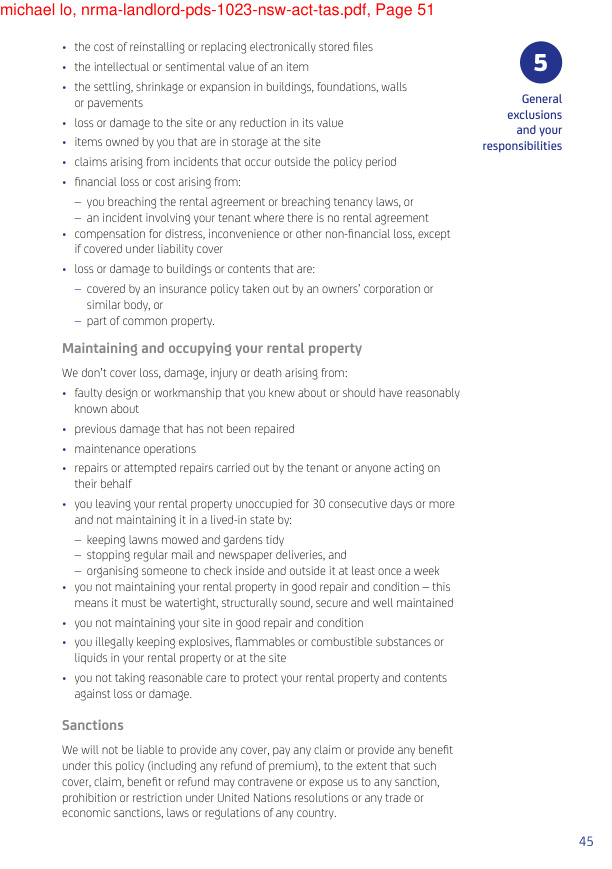 michael lo, nrma-landlord-pds-1023-nsw-act-tas.pdf, Page 51
• the cost of reinstalling or replacing electronically stored files
• the intellectual or sentimental value of an item
• the settling, shrinkage or expansion in buildings, foundations, walls
or pavements
• loss or damage to the site or any reduction in its value
• items owned by you that are in storage at the site
• claims arising from incidents that occur outside the policy period
• financial loss or cost arising from:
– you breaching the rental agreement or breaching tenancy laws, or
– an incident involving your tenant where there is no rental agreement
• compensation for distress, inconvenience or other non-financial loss, except
if covered under liability cover
• loss or damage to buildings or contents that are:
– covered by an insurance policy taken out by an owners' corporation or
similar body, or
– part of common property.
Maintaining and occupying your rental property
We don't cover loss, damage, injury or death arising from:
• faulty design or workmanship that you knew about or should have reasonably
known about
• previous damage that has not been repaired
• maintenance operations
• repairs or attempted repairs carried out by the tenant or anyone acting on
their behalf
• you leaving your rental property unoccupied for 30 consecutive days or more
and not maintaining it in a lived-in state by:
– keeping lawns mowed and gardens tidy
– stopping regular mail and newspaper deliveries, and
– organising someone to check inside and outside it at least once a week
• you not maintaining your rental property in good repair and condition – this
means it must be watertight, structurally sound, secure and well maintained
• you not maintaining your site in good repair and condition
• you illegally keeping explosives, flammables or combustible substances or
liquids in your rental property or at the site
• you not taking reasonable care to protect your rental property and contents
against loss or damage.
Sanctions
We will not be liable to provide any cover, pay any claim or provide any benefit
under this policy (including any refund of premium), to the extent that such
cover, claim, benefit or refund may contravene or expose us to any sanction,
prohibition or restriction under United Nations resolutions or any trade or
economic sanctions, laws or regulations of any country.
5
General
exclusions
and your
responsibilities
45